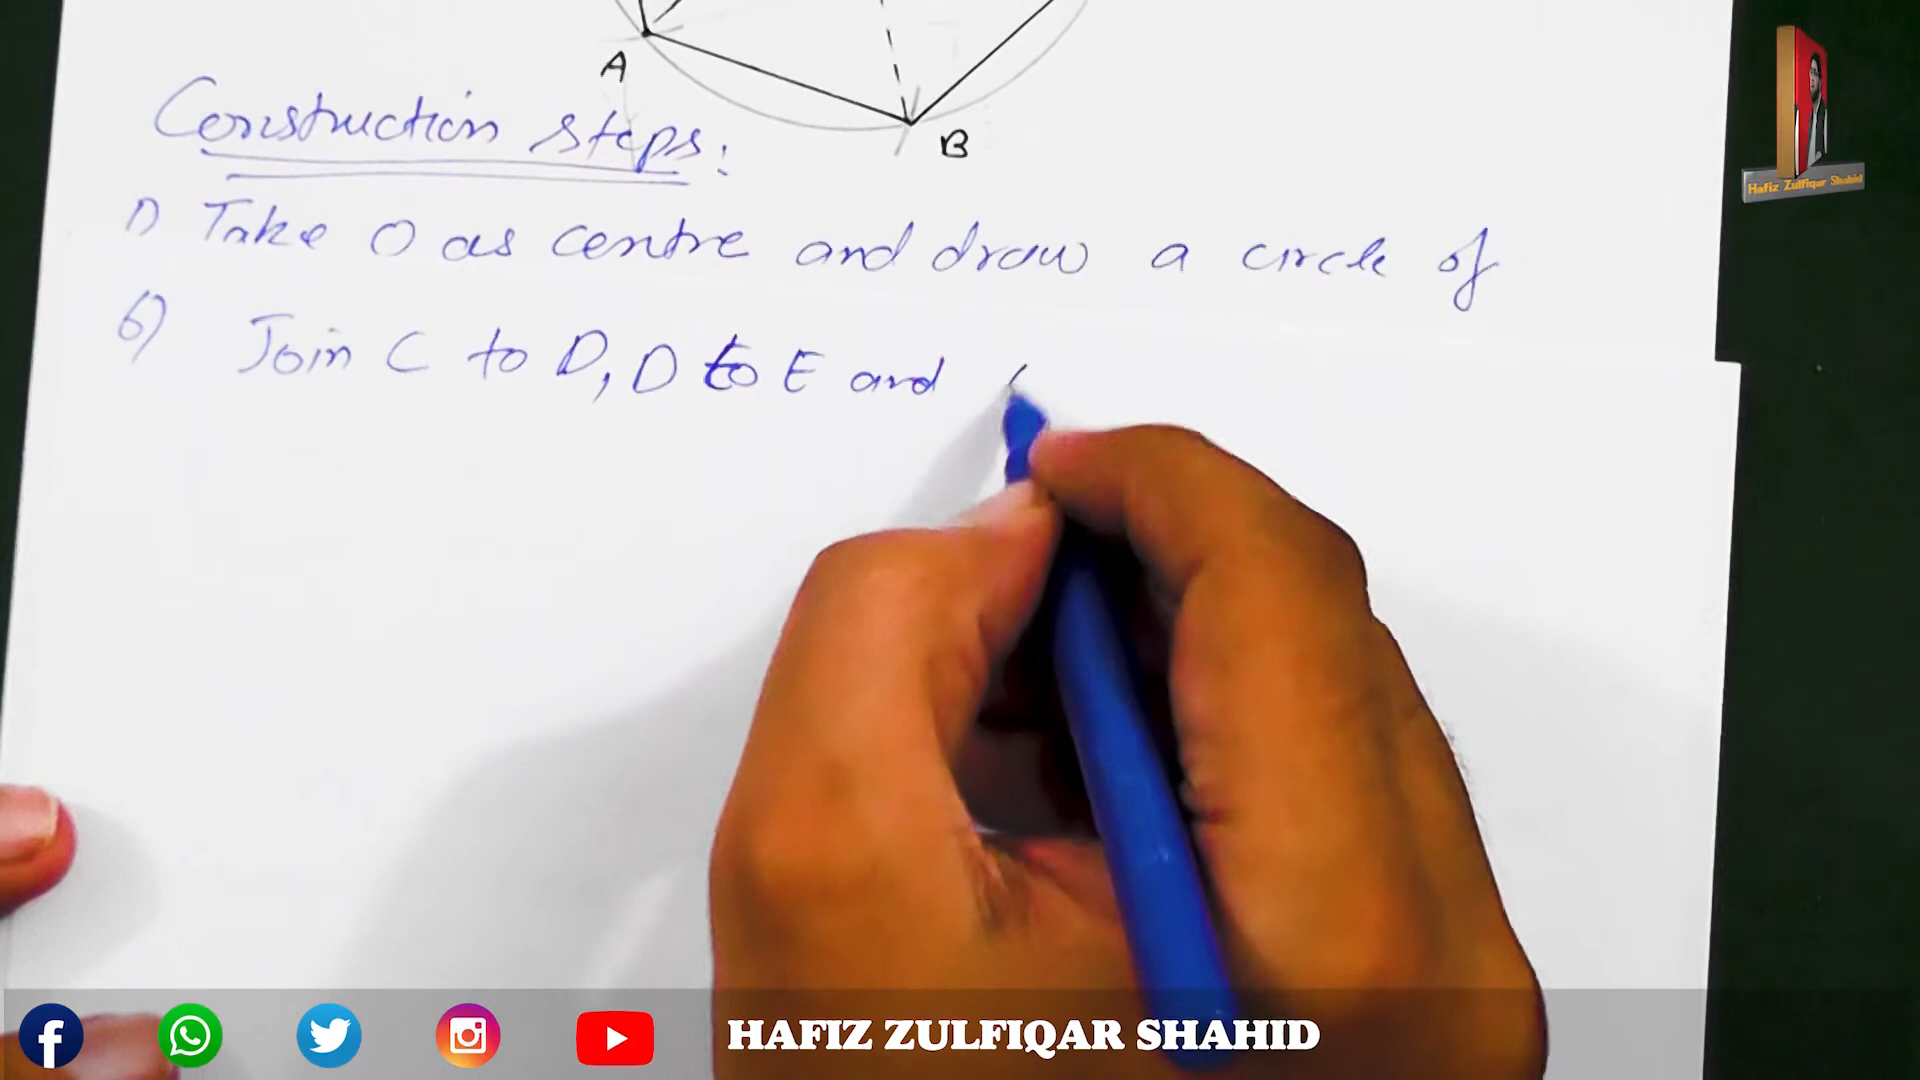 A
B
Construction steps:
1) Take O as centre and draw a circle of
6) Join C to D, D to E and
Hafiz Zulfiqar Shahid
HAFIZ ZULFIQAR SHAHID